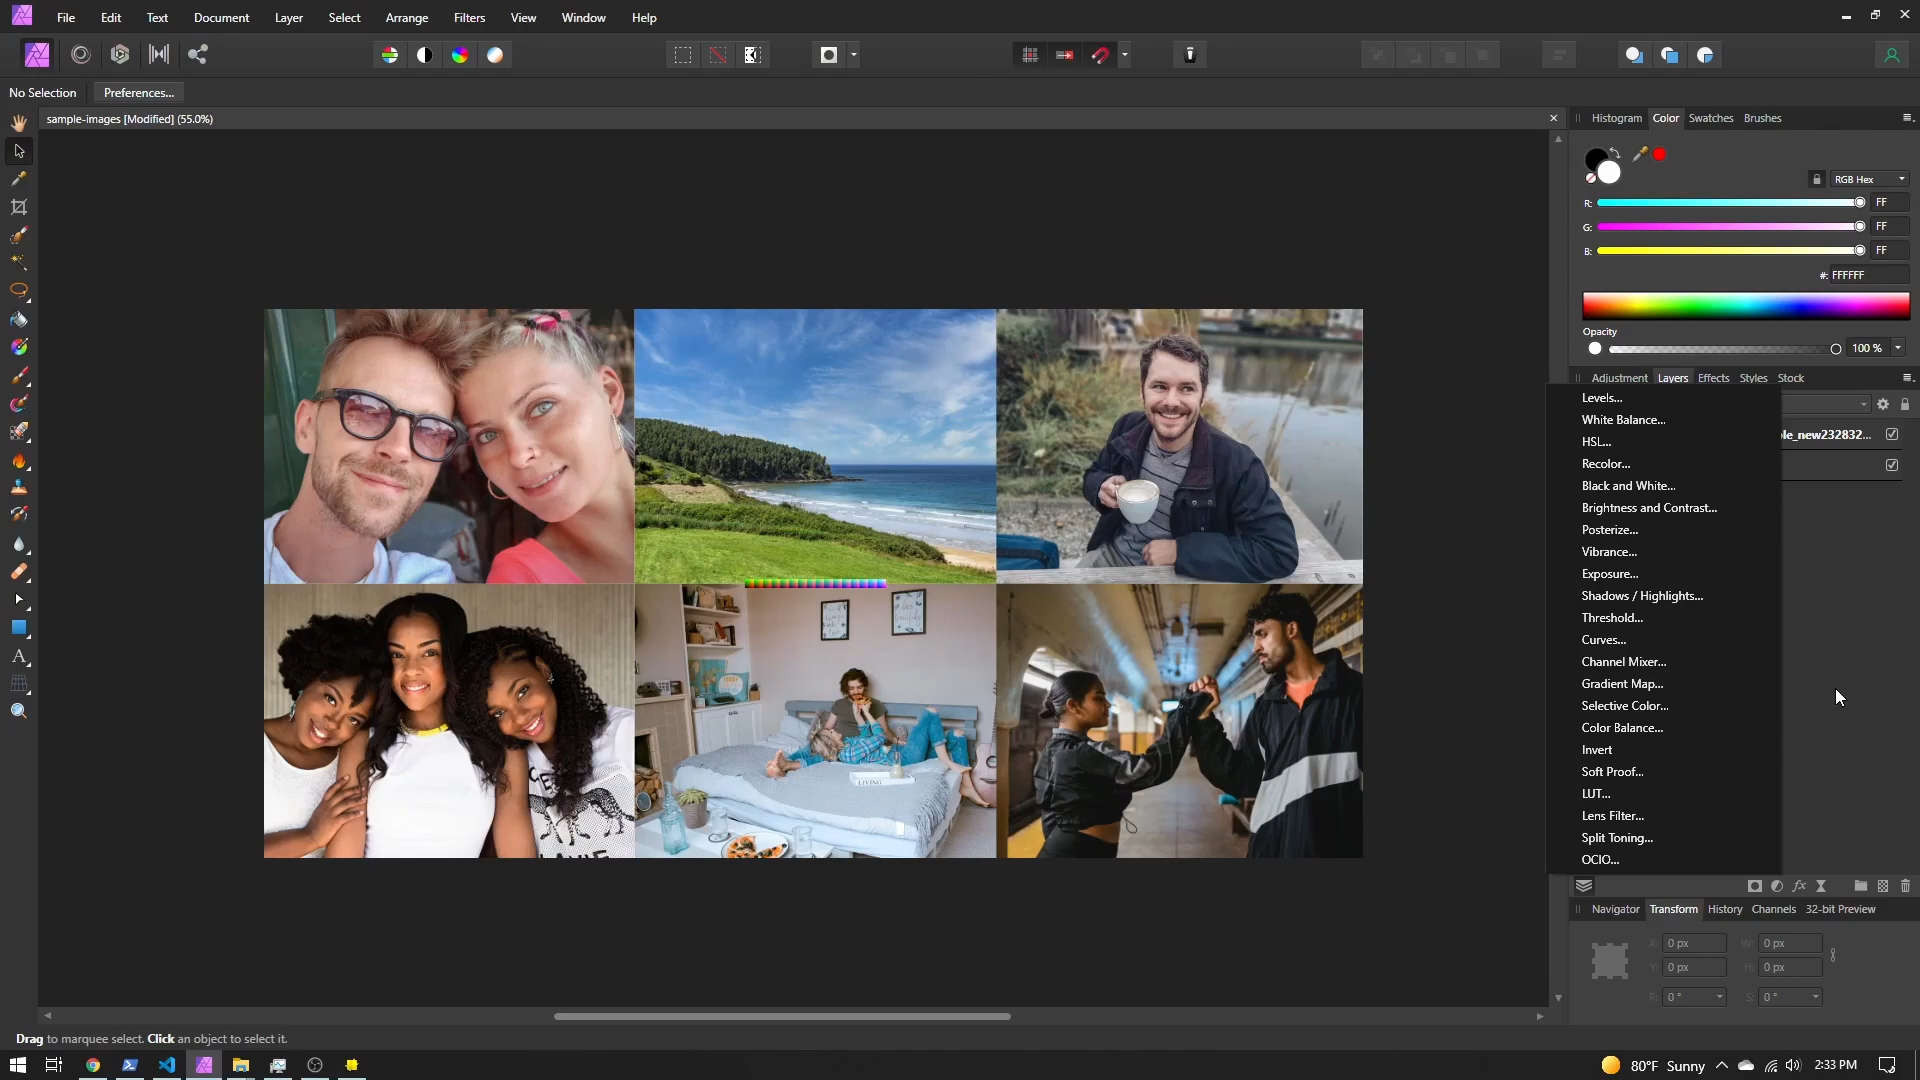 File Edit Text Document Layer Select Arrange Filters View Window Help
No Selection Preferences...
sample-images [Modified] (55.0%)
Histogram Color Swatches Brushes
RGB Hex
R: FF
G: FF
B: FF
#: FFFFFF
Opacity
100 %
Adjustment Layers Effects Styles Stock
Levels...
White Balance...
HSL...
Recolor...
Black and White...
Brightness and Contrast...
Posterize...
Vibrance...
Exposure...
Shadows / Highlights...
Threshold...
Curves...
Channel Mixer...
Gradient Map...
Selective Color...
Color Balance...
Invert
Soft Proof...
LUT...
Lens Filter...
Split Toning...
OCIO...
ple_new232832...
LIVING
fx
Navigator Transform History Channels 32-bit Preview
X: 0 px W: 0 px
Y: 0 px H: 0 px
R: 0 ° S: 0 °
Drag to marquee select. Click an object to select it.
80°F Sunny 2:33 PM